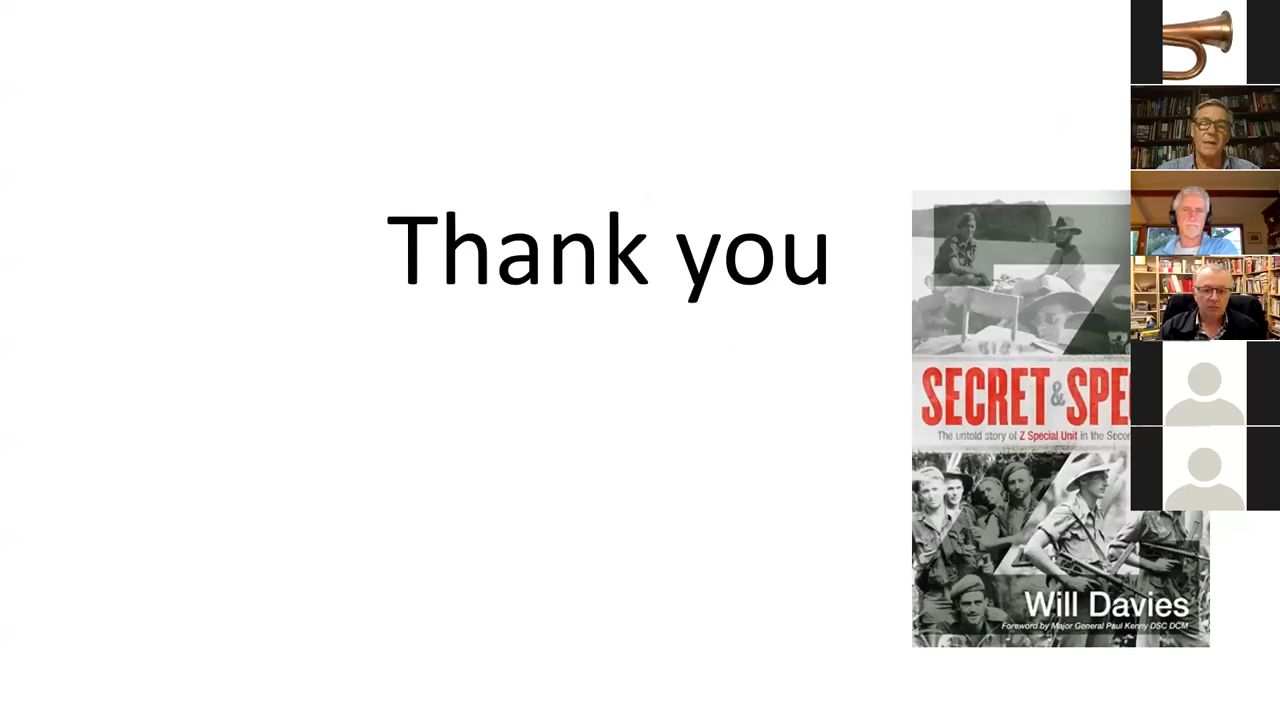 Thank you
SECRET & SPE
The untold story of Z Special Unit in the Secon
Will Davies
Foreword by Major General Paul Kenny DSC DCM